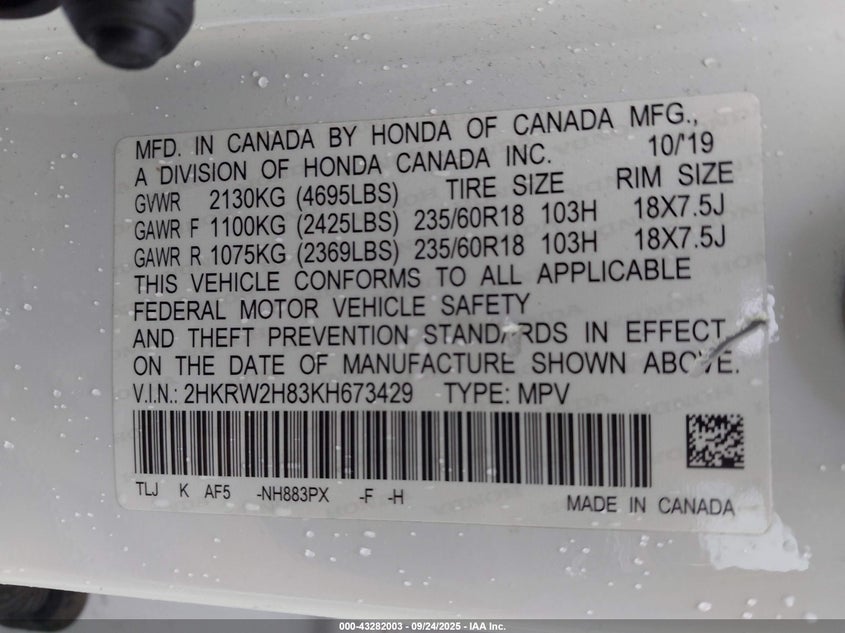 MFD. IN CANADA BY HONDA OF CANADA MFG.,
A DIVISION OF HONDA CANADA INC. 10/'19
GVWR 2130KG (4695LBS) TIRE SIZE RIM SIZE
GAWR F 1100KG (2425LBS) 235/60R18 103H 18X7.5J
GAWR R 1075KG (2369LBS) 235/60R18 103H 18X7.5J
THIS VEHICLE CONFORMS TO ALL APPLICABLE
FEDERAL MOTOR VEHICLE SAFETY
AND THEFT PREVENTION STANDARDS IN EFFECT
ON THE DATE OF MANUFACTURE SHOWN ABOVE.
V.I.N.: 2HKRW2H83KH673429 TYPE: MPV
TLJ K AF5 -NH883PX -F -H
MADE IN CANADA
000-43282003 - 09/24/2025 - IAA Inc.